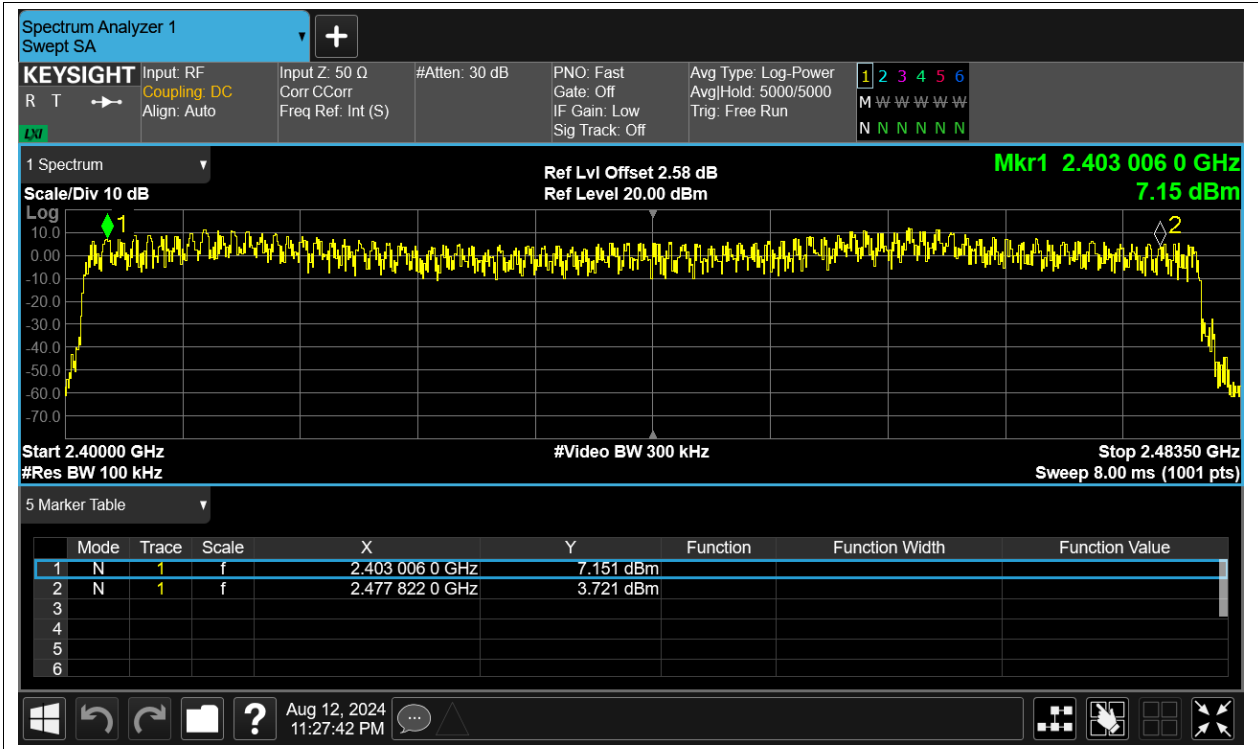 Spectrum Analyzer 1
Swept SA
+
KEYSIGHT Input: RF Input Z: 50 Ω #Atten: 30 dB PNO: Fast Avg Type: Log-Power 1 2 3 4 5 6
R T Coupling: DC Corr CCorr Gate: Off Avg|Hold: 5000/5000 M W W W W W
Align: Auto Freq Ref: Int (S) IF Gain: Low Trig: Free Run
LXI Sig Track: Off N N N N N N
1 Spectrum Ref Lvl Offset 2.58 dB Mkr1 2.403 006 0 GHz
Scale/Div 10 dB Ref Level 20.00 dBm 7.15 dBm
Log 1 2
10.0
0.00
-10.0
-20.0
-30.0
-40.0
-50.0
-60.0
-70.0
Start 2.40000 GHz #Video BW 300 kHz Stop 2.48350 GHz
#Res BW 100 kHz Sweep 8.00 ms (1001 pts)
5 Marker Table
Mode Trace Scale X Y Function Function Width Function Value
1 N 1 f 2.403 006 0 GHz 7.151 dBm
2 N 1 f 2.477 822 0 GHz 3.721 dBm
3
4
5
6
? Aug 12, 2024
11:27:42 PM